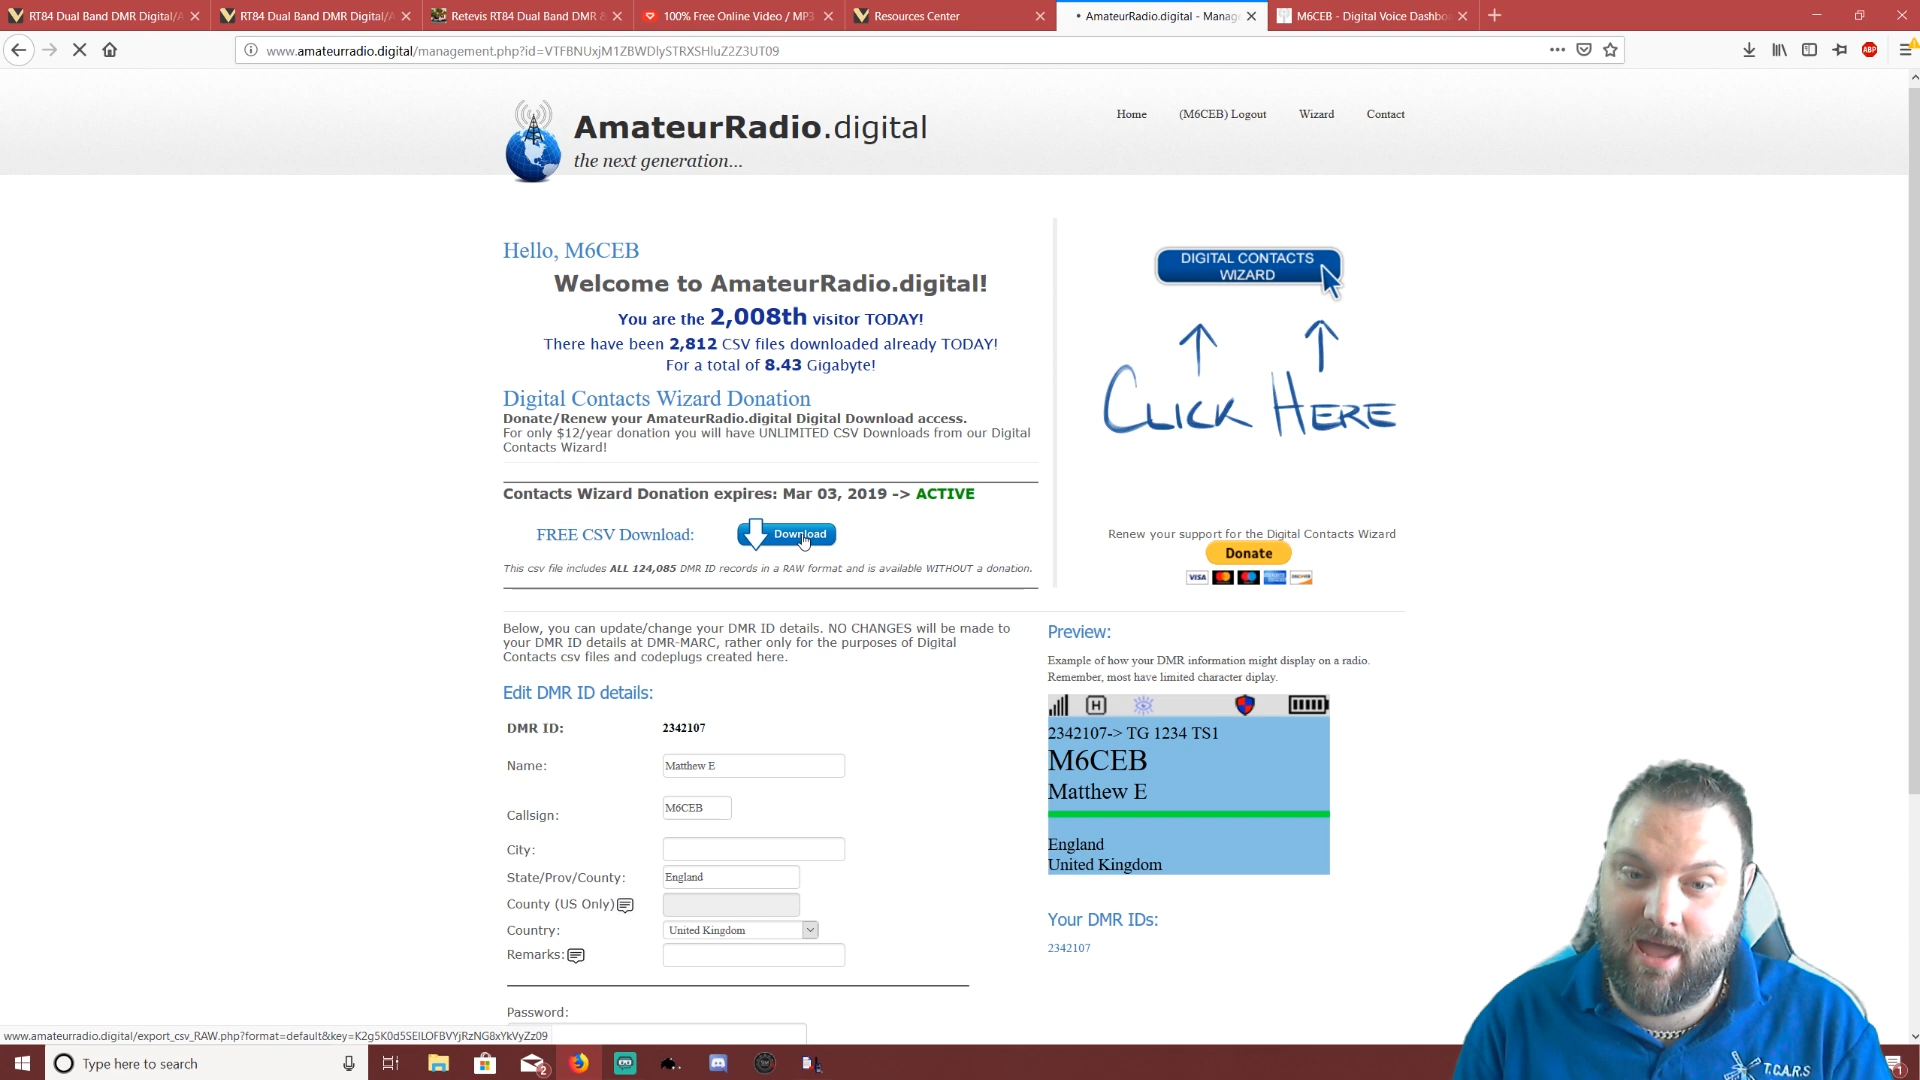 RT84 Dual Band DMR Digital/A
RT84 Dual Band DMR Digital/A
Retevis RT84 Dual Band DMR &
100% Free Online Video / MP3
Resources Center
AmateurRadio.digital - Manag
M6CEB - Digital Voice Dashbo
www.amateurradio.digital/management.php?id=VTFBNUxjM1ZBWDlySTRXSHluZ2Z3UT09
ABP
AmateurRadio.digital
the next generation...
Home
(M6CEB) Logout
Wizard
Contact
Hello, M6CEB
Welcome to AmateurRadio.digital!
You are the 2,008th visitor TODAY!
There have been 2,812 CSV files downloaded already TODAY!
For a total of 8.43 Gigabyte!
DIGITAL CONTACTS
WIZARD
CLICK HERE
Digital Contacts Wizard Donation
Donate/Renew your AmateurRadio.digital Digital Download access.
For only $12/year donation you will have UNLIMITED CSV Downloads from our Digital
Contacts Wizard!
Contacts Wizard Donation expires: Mar 03, 2019 -> ACTIVE
FREE CSV Download:
Download
This csv file includes ALL 124,085 DMR ID records in a RAW format and is available WITHOUT a donation.
Renew your support for the Digital Contacts Wizard
Donate
VISA
Below, you can update/change your DMR ID details. NO CHANGES will be made to
your DMR ID details at DMR-MARC, rather only for the purposes of Digital
Contacts csv files and codeplugs created here.
Edit DMR ID details:
DMR ID: 2342107
Name: Matthew E
Callsign: M6CEB
City:
State/Prov/County: England
County (US Only)
Country: United Kingdom
Remarks:
Password:
Preview:
Example of how your DMR information might display on a radio.
Remember, most have limited character diplay.
H
2342107-> TG 1234 TS1
M6CEB
Matthew E
England
United Kingdom
Your DMR IDs:
2342107
T.C.A.R.S
www.amateurradio.digital/export_csv_RAW.php?format=default&key=K2g5K0d5SElLOFBVYjRzNG8xYkVyZz09
Type here to search
2
1